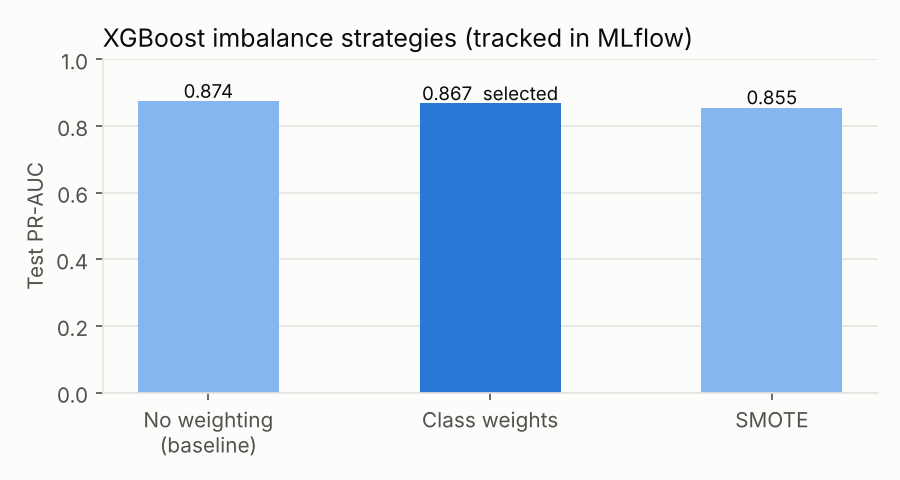 XGBoost imbalance strategies (tracked in MLflow)
1.0
0.8
0.6
0.4
0.2
0.0
Test PR-AUC
0.874
0.867 selected
0.855
No weighting
(baseline)
Class weights
SMOTE